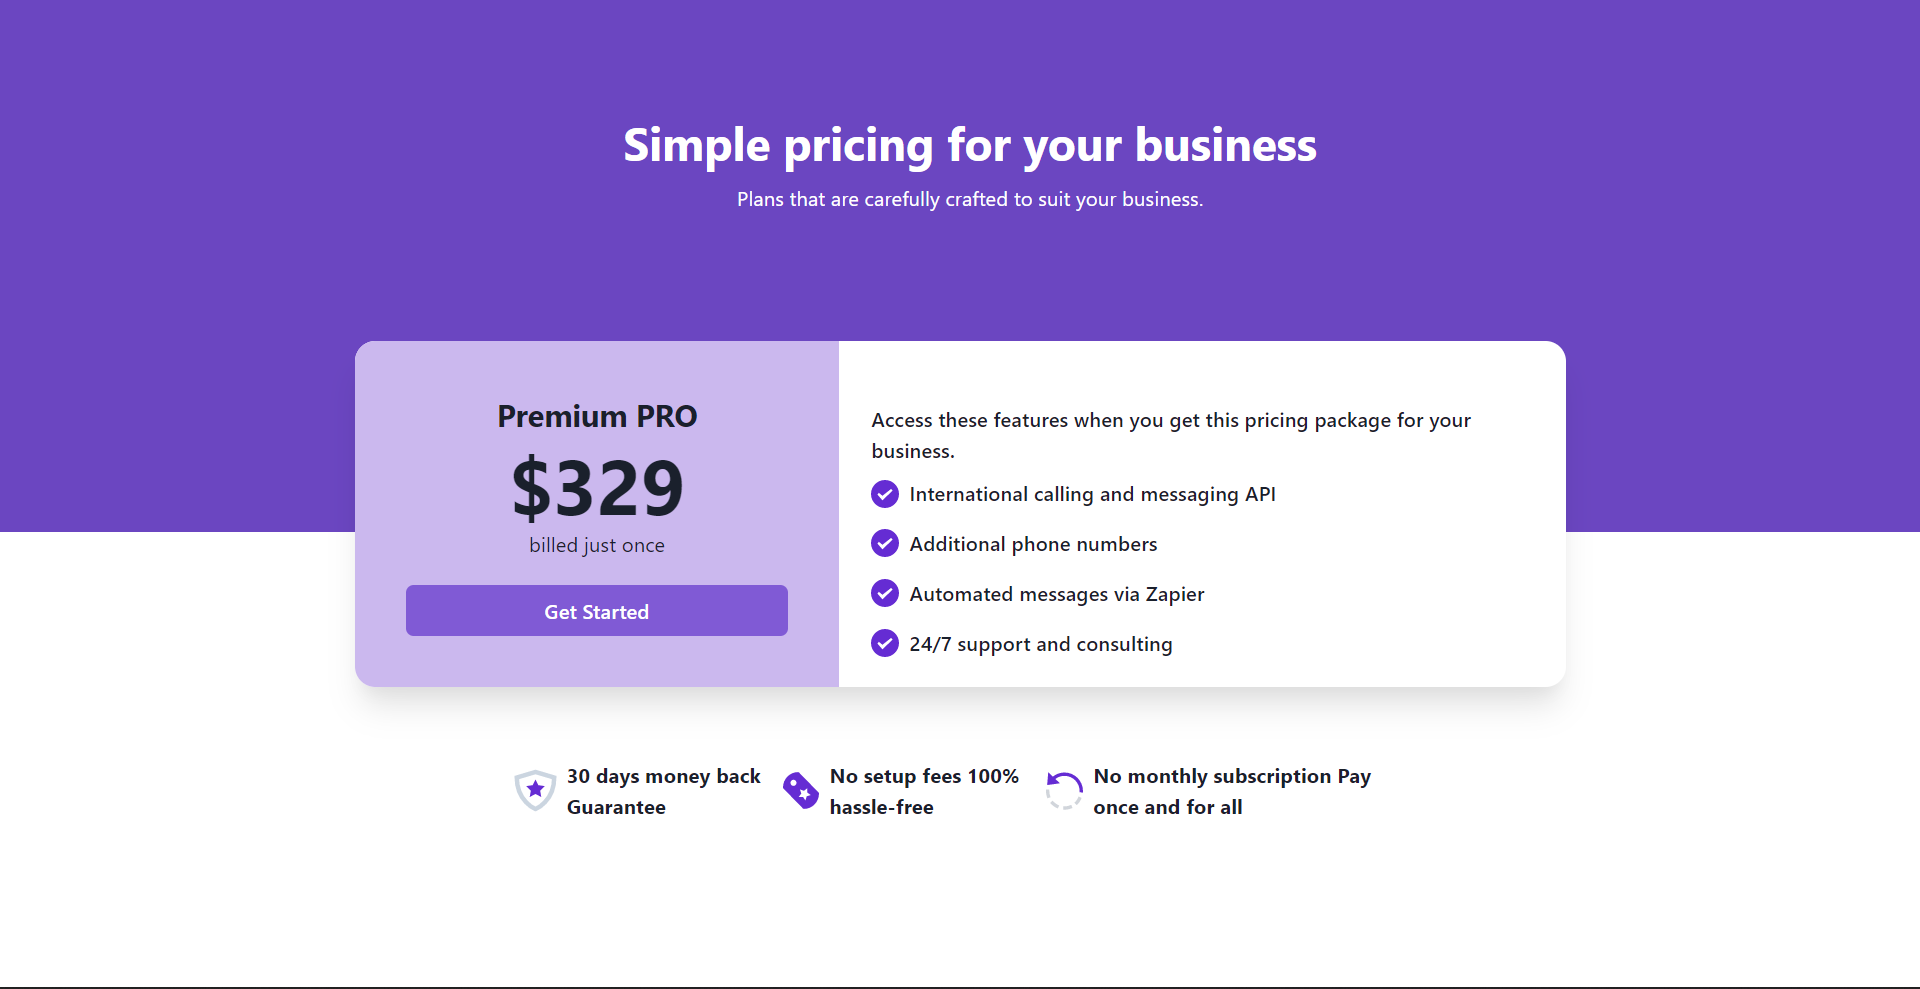 Simple pricing for your business
Plans that are carefully crafted to suit your business.
Premium PRO
$329
billed just once
Get Started
Access these features when you get this pricing package for your
business.
International calling and messaging API
Additional phone numbers
Automated messages via Zapier
24/7 support and consulting
30 days money back
Guarantee
No setup fees 100%
hassle-free
No monthly subscription Pay
once and for all